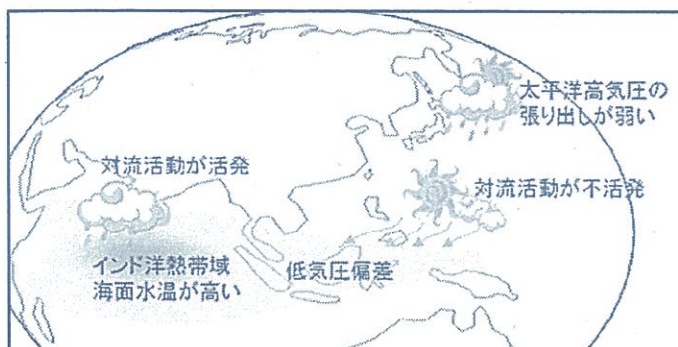 太平洋高気圧の
張り出しが弱い
対流活動が活発
対流活動が不活発
インド洋熱帯域
海面水温が高い
低気圧偏差